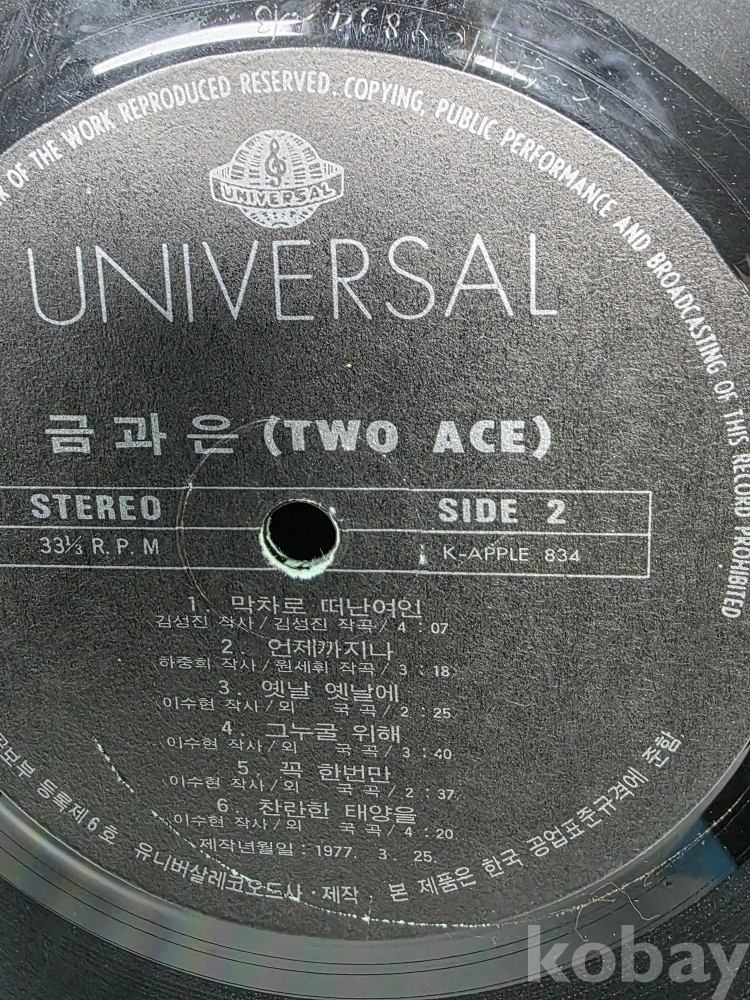 834
OF THE WORK REPRODUCED RESERVED. COPYING, PUBLIC PERFORMANCE AND BROADCASTING OF THIS RECORD PROHIBITED
UNIVERSAL
UNIVERSAL
금과은 (TWO ACE)
STEREO
SIDE 2
33⅓ R. P. M
K-APPLE 834
1. 막차로 떠난여인
김성진 작사/김성진 작곡/4:07
2. 언제까지나
하중희 작사/원세휘 작곡/3:18
3. 옛날 옛날에
이수현 작사/외 국 곡/2:25
4. 그누굴 위해
이수현 작사/외 국 곡/3:40
5. 꼭 한번만
이수현 작사/외 국 곡/2:37
6. 찬란한 태양을
이수현 작사/외 국 곡/4:20
제작년월일:1977. 3. 25.
공보부 등록제6호 유니버살레코오드사·제작 본 제품은 한국 공업표준규격에 준함
kobay